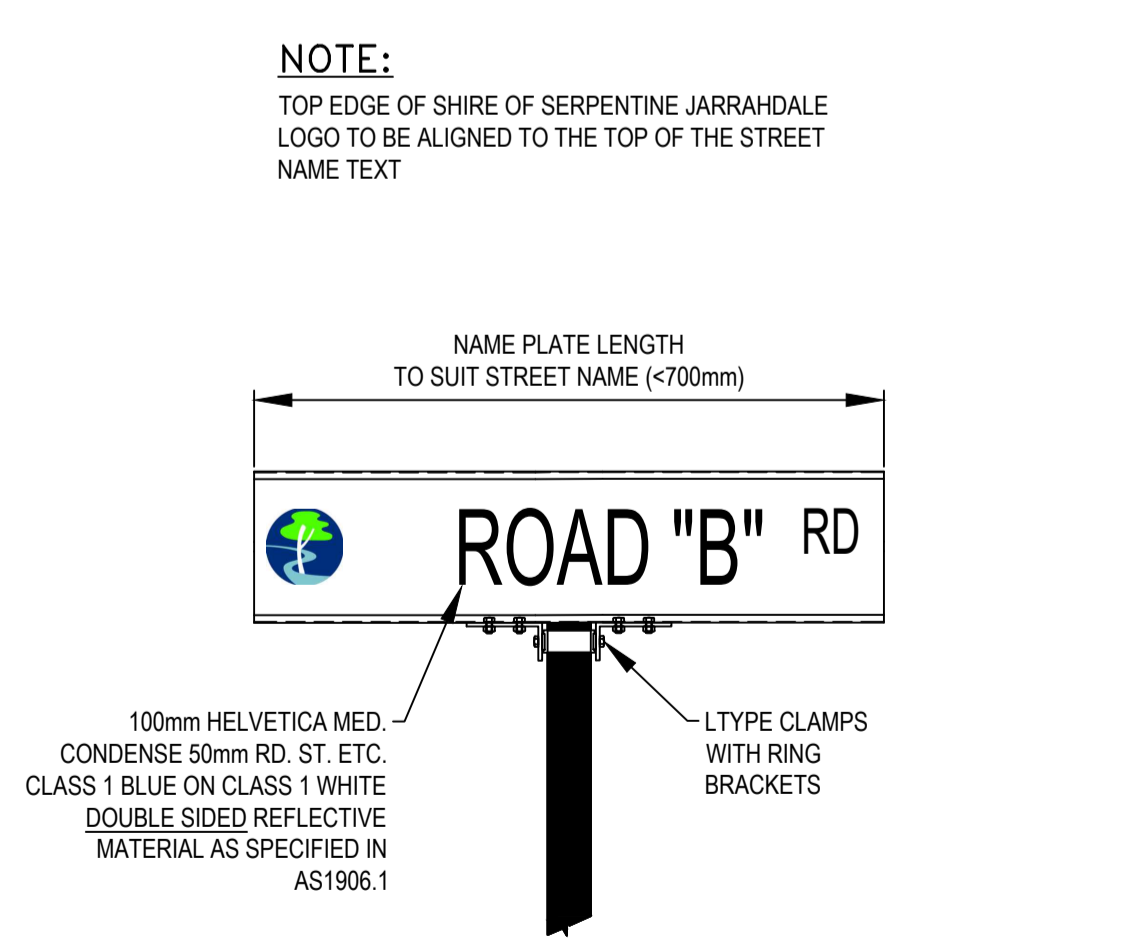 NOTE:
TOP EDGE OF SHIRE OF SERPENTINE JARRAHDALE
LOGO TO BE ALIGNED TO THE TOP OF THE STREET
NAME TEXT
NAME PLATE LENGTH
TO SUIT STREET NAME (<700mm)
ROAD "B" RD
100mm HELVETICA MED.
CONDENSE 50mm RD. ST. ETC.
CLASS 1 BLUE ON CLASS 1 WHITE
DOUBLE SIDED REFLECTIVE
MATERIAL AS SPECIFIED IN
AS1906.1
LTYPE CLAMPS
WITH RING
BRACKETS